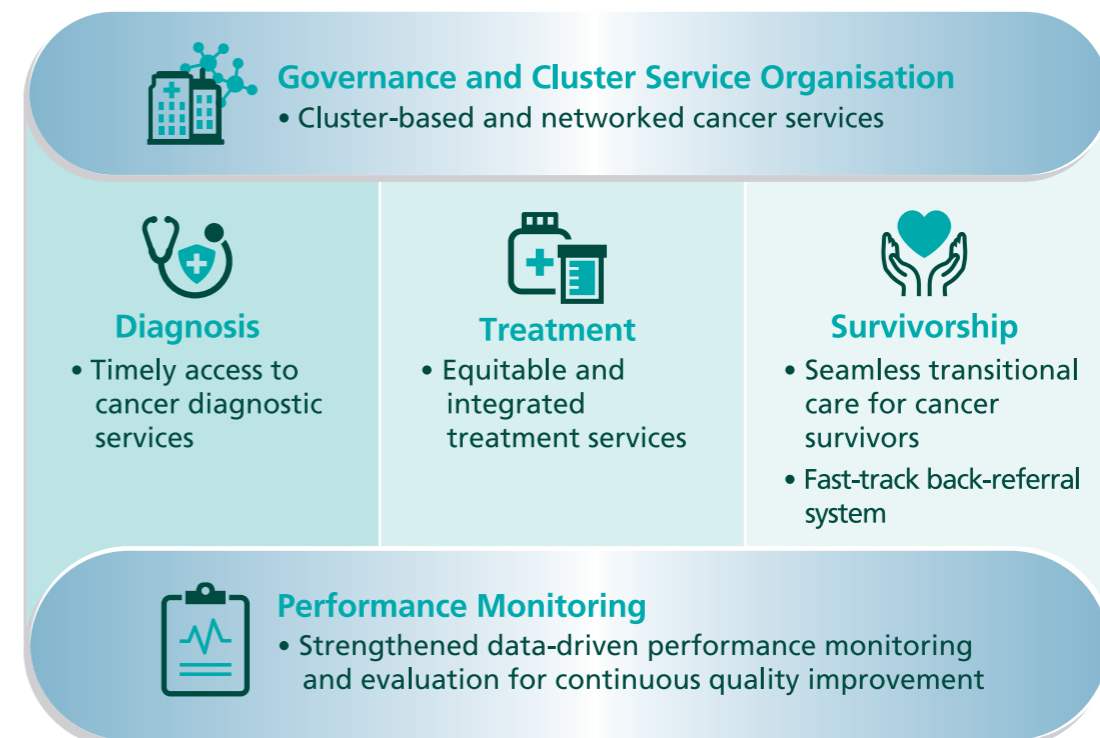 Governance and Cluster Service Organisation
• Cluster-based and networked cancer services
Diagnosis
• Timely access to
cancer diagnostic
services
Treatment
• Equitable and
integrated
treatment services
Survivorship
• Seamless transitional
care for cancer
survivors
• Fast-track back-referral
system
Performance Monitoring
• Strengthened data-driven performance monitoring
and evaluation for continuous quality improvement